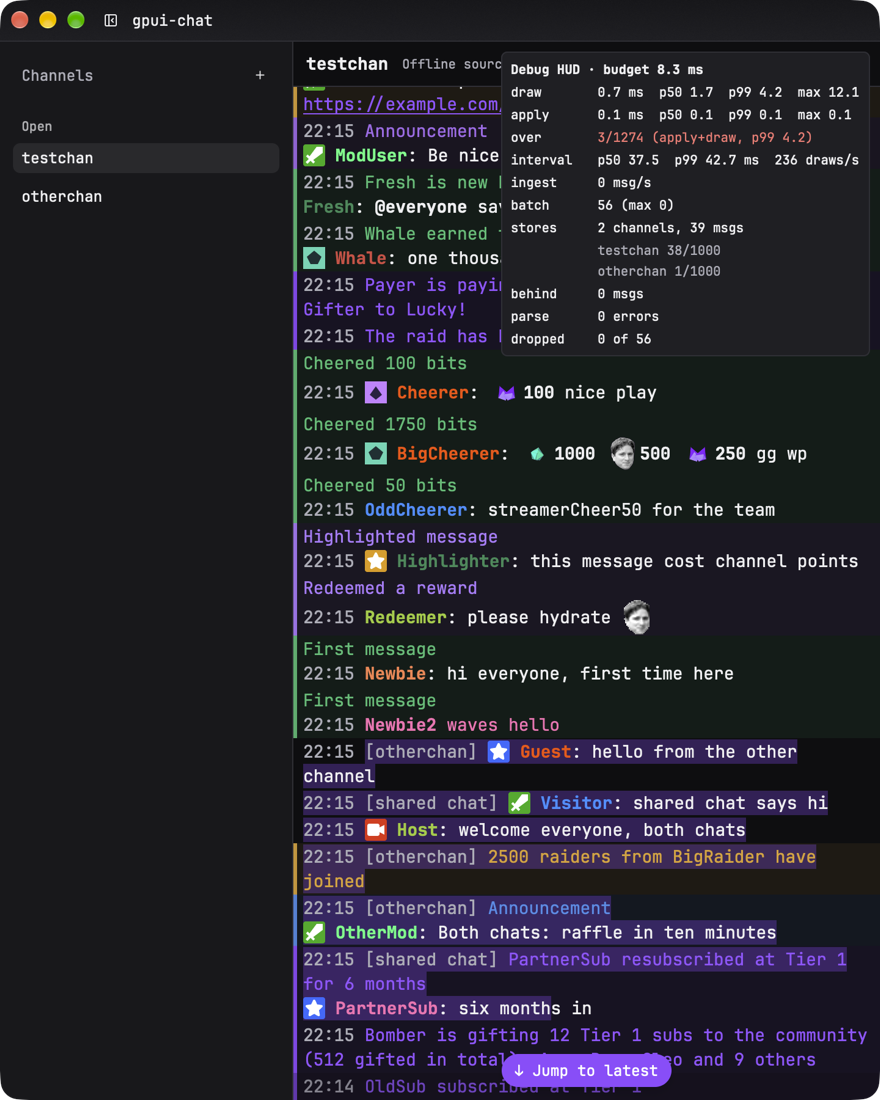 gpui-chat
Channels
+
Open
testchan
otherchan
testchan Offline sourc
https://example.com/
22:15 Announcement
ModUser: Be nice
22:15 Fresh is new
Fresh: @everyone sa
22:15 Whale earned
Whale: one thous
22:15 Payer is payi
Gifter to Lucky!
22:15 The raid has
Debug HUD · budget 8.3 ms
draw 0.7 ms p50 1.7 p99 4.2 max 12.1
apply 0.1 ms p50 0.1 p99 0.1 max 0.1
over 3/1274 (apply+draw, p99 4.2)
interval p50 37.5 p99 42.7 ms 236 draws/s
ingest 0 msg/s
batch 56 (max 0)
stores 2 channels, 39 msgs
testchan 38/1000
otherchan 1/1000
behind 0 msgs
parse 0 errors
dropped 0 of 56
Cheered 100 bits
22:15 Cheerer: 100 nice play
Cheered 1750 bits
22:15 BigCheerer: 1000 500 250 gg wp
Cheered 50 bits
22:15 OddCheerer: streamerCheer50 for the team
Highlighted message
22:15 Highlighter: this message cost channel points
Redeemed a reward
22:15 Redeemer: please hydrate
First message
22:15 Newbie: hi everyone, first time here
First message
22:15 Newbie2 waves hello
22:15 [otherchan] Guest: hello from the other
channel
22:15 [shared chat] Visitor: shared chat says hi
22:15 Host: welcome everyone, both chats
22:15 [otherchan] 2500 raiders from BigRaider have
joined
22:15 [otherchan] Announcement
OtherMod: Both chats: raffle in ten minutes
22:15 [shared chat] PartnerSub resubscribed at Tier 1
for 6 months
PartnerSub: six months in
22:15 Bomber is gifting 12 Tier 1 subs to the community
(512 gifted in total and 9 others
22:14 OldSub subscribed at Tier 1
↓ Jump to latest